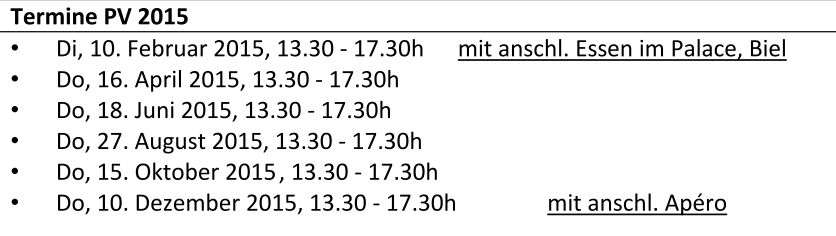 Termine PV 2015
• Di, 10. Februar 2015, 13.30 - 17.30h mit anschl. Essen im Palace, Biel
• Do, 16. April 2015, 13.30 - 17.30h
• Do, 18. Juni 2015, 13.30 - 17.30h
• Do, 27. August 2015, 13.30 - 17.30h
• Do, 15. Oktober 2015, 13.30 - 17.30h
• Do, 10. Dezember 2015, 13.30 - 17.30h mit anschl. Apéro